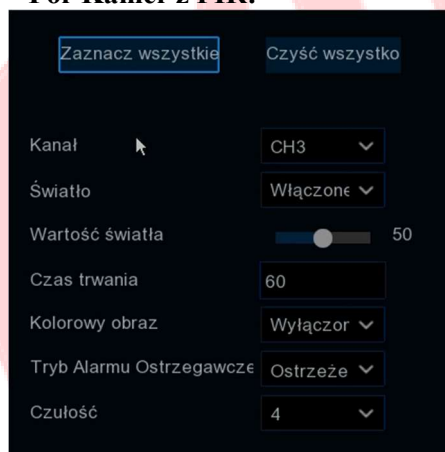 Zaznacz wszystkie Czyść wszystko
Kanał CH3
Światło Włączone
Wartość światła 50
Czas trwania 60
Kolorowy obraz Wyłączor
Tryb Alarmu Ostrzegawcze Ostrzeże
Czułość 4